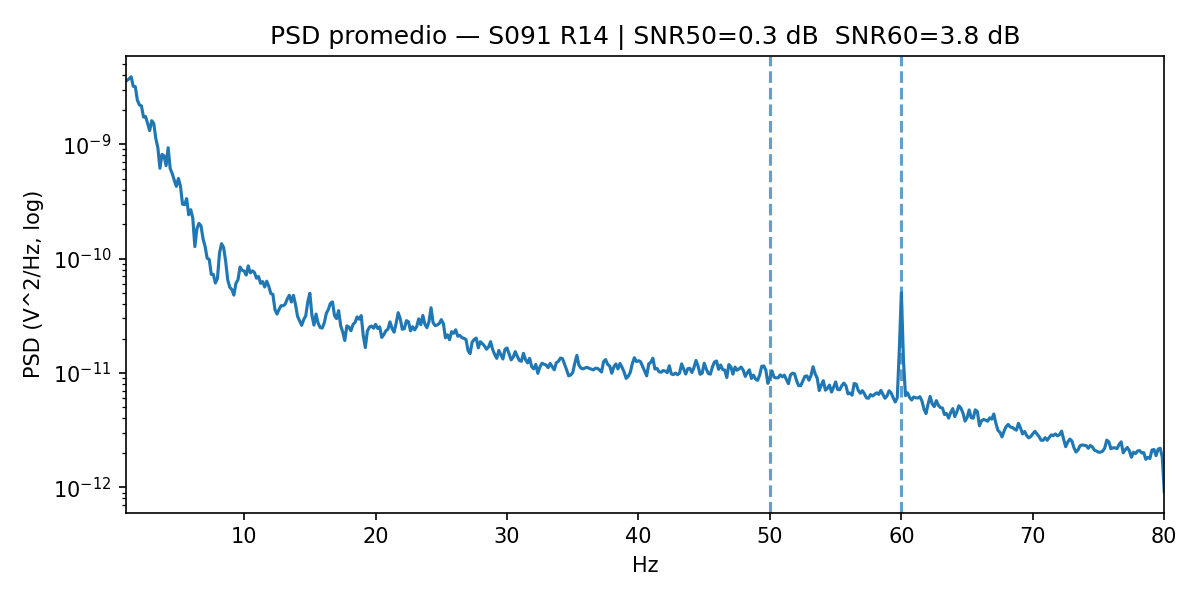 PSD promedio — S091 R14 | SNR50=0.3 dB  SNR60=3.8 dB
PSD (V^2/Hz, log)
10⁻⁹
10⁻¹⁰
10⁻¹¹
10⁻¹²
10 20 30 40 50 60 70 80
Hz